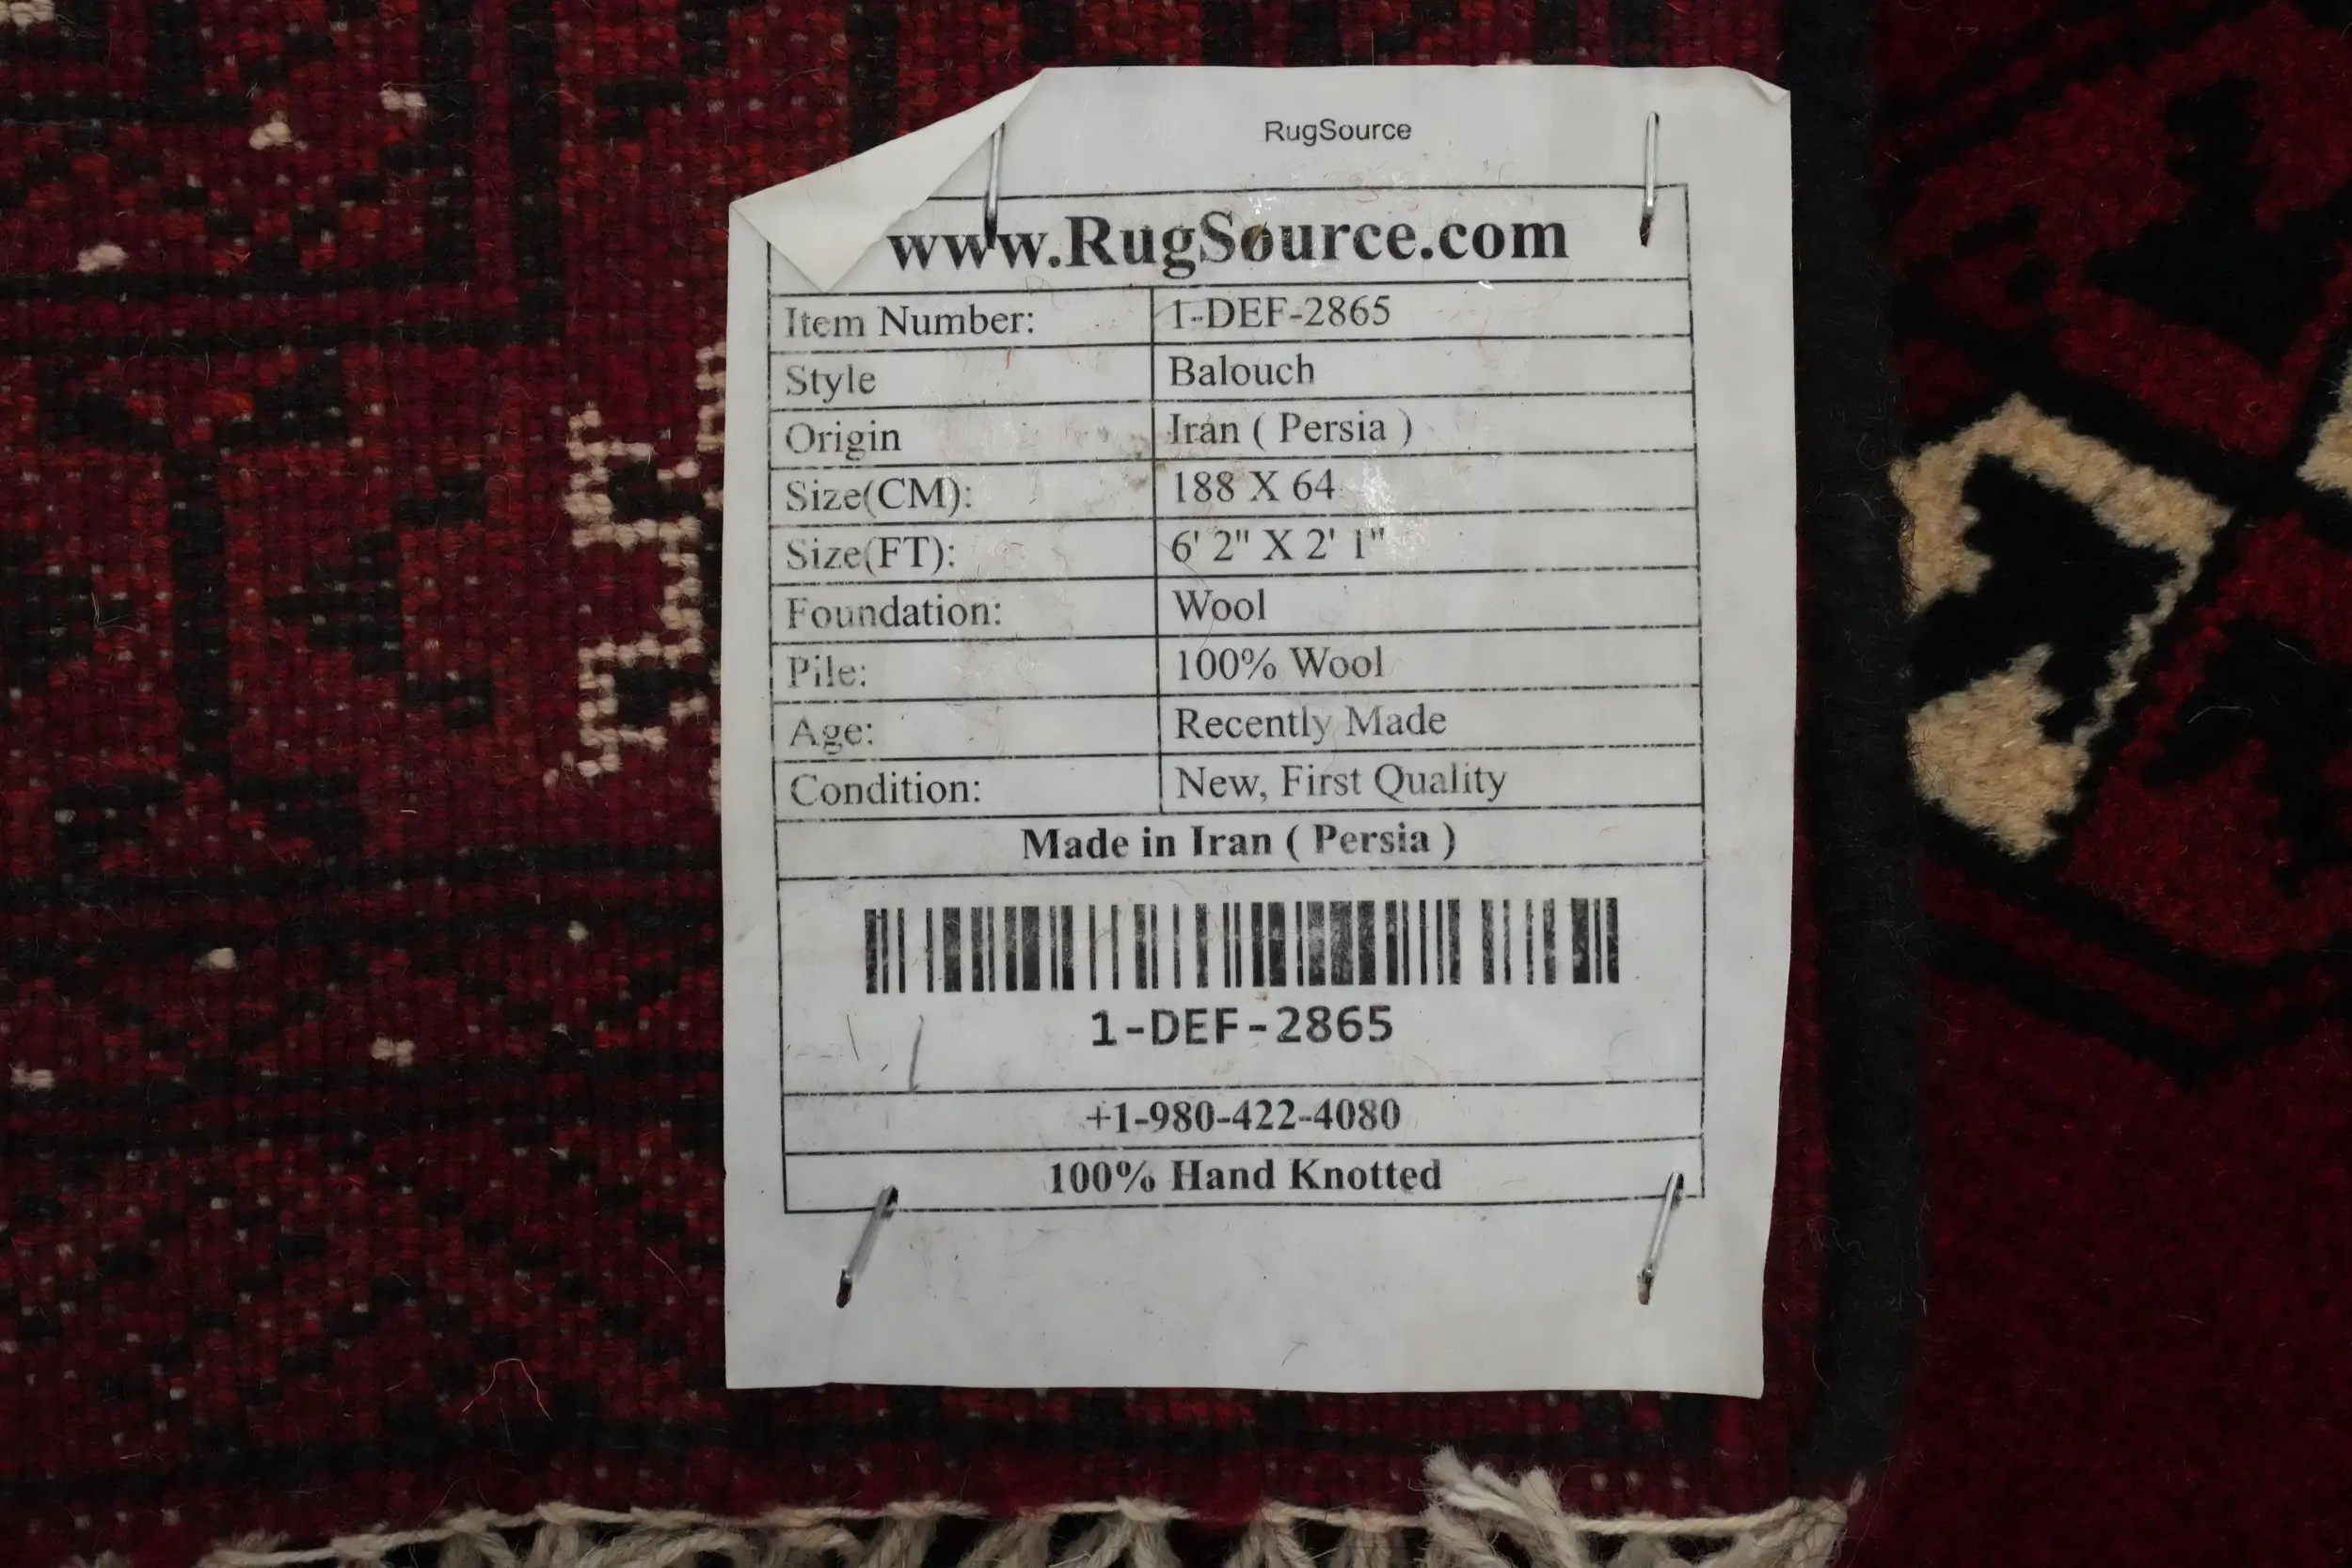 RugSource
www.RugSource.com
Item Number: 1-DEF-2865
Style Balouch
Origin Iran ( Persia )
Size(CM): 188 X 64
Size(FT): 6' 2" X 2' 1"
Foundation: Wool
Pile: 100% Wool
Age: Recently Made
Condition: New, First Quality
Made in Iran ( Persia )
1-DEF-2865
+1-980-422-4080
100% Hand Knotted